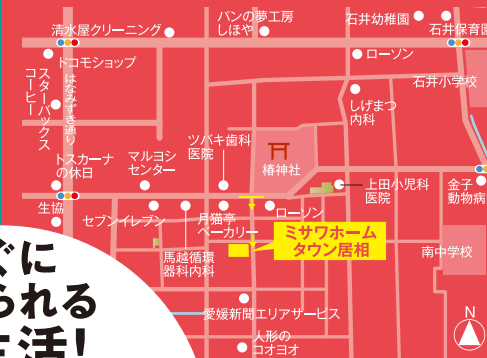 パンの夢工房
しほや
石井幼稚園
清水屋クリーニング
石井保育園
ドコモショップ
ローソン
スターバックス
コーヒー
はなみずき通り
石井小学校
しげまつ
内科
ツバキ歯科
医院
トスカーナ
の休日
マルヨシ
センター
椿神社
上田小児科
医院
金子
動物病
生協
セブンイレブン
月猫亭
ベーカリー
ローソン
ミサワホーム
タウン居相
馬越循環
器科内科
南中学校
ぐに
られる
生活!
愛媛新聞エリアサービス
人形の
コオヨオ
N